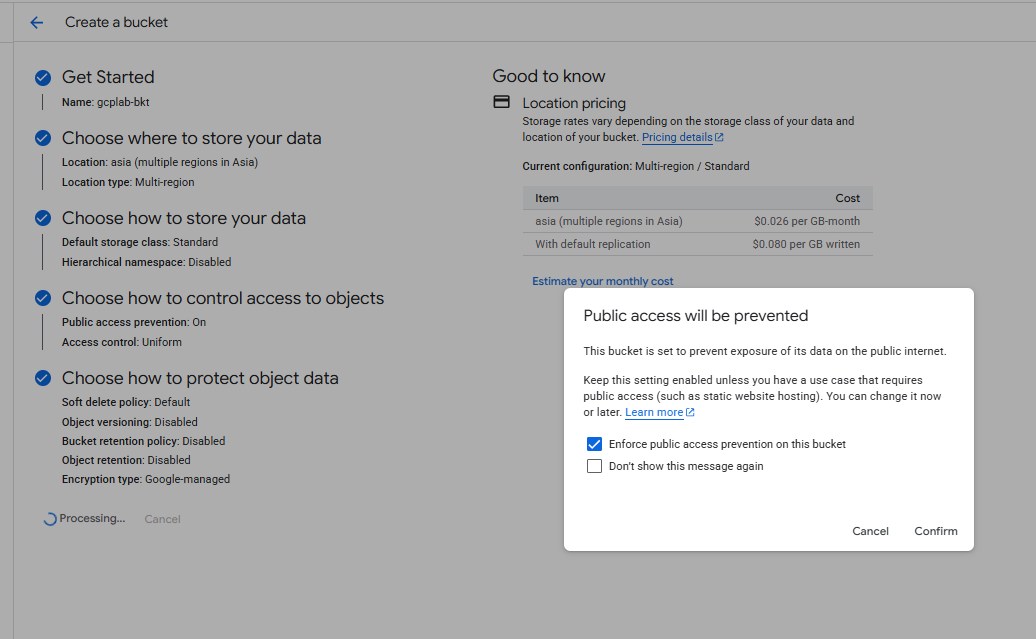 Create a bucket
Get Started
Name: gcplab-bkt
Choose where to store your data
Location: asia (multiple regions in Asia)
Location type: Multi-region
Choose how to store your data
Default storage class: Standard
Hierarchical namespace: Disabled
Choose how to control access to objects
Public access prevention: On
Access control: Uniform
Choose how to protect object data
Soft delete policy: Default
Object versioning: Disabled
Bucket retention policy: Disabled
Object retention: Disabled
Encryption type: Google-managed
Processing...
Cancel
Good to know
Location pricing
Storage rates vary depending on the storage class of your data and
location of your bucket. Pricing details
Current configuration: Multi-region / Standard
Item Cost
asia (multiple regions in Asia) $0.026 per GB-month
With default replication $0.080 per GB written
Estimate your monthly cost
Public access will be prevented
This bucket is set to prevent exposure of its data on the public internet.
Keep this setting enabled unless you have a use case that requires
public access (such as static website hosting). You can change it now
or later. Learn more
Enforce public access prevention on this bucket
Don't show this message again
Cancel Confirm